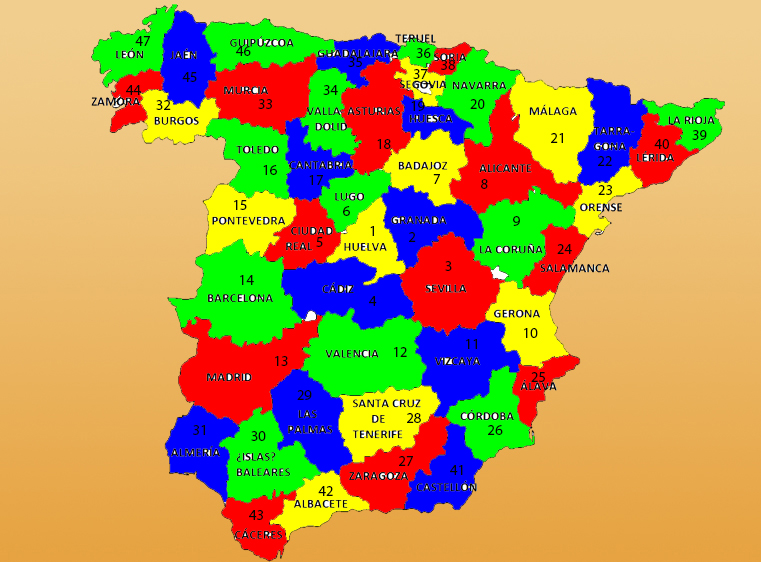 TERUEL
47
GUIPÚZCOA
LEÓN
JAÉN
46
GUADALAJARA
36
SORIA
35
38
44
45
37
ZAMORA
MURCIA
34
SEGOVIA
NAVARRA
32
33
VALLA-
DOLID
ASTURIAS
19
HUESCA
20
MÁLAGA
LA RIOJA
BURGOS
TARRA-
GONA
39
TOLEDO
18
21
40
CANTABRIA
BADAJOZ
22
LÉRIDA
16
17
7
ALICANTE
8
23
15
LUGO
6
ORENSE
PONTEVEDRA
GRANADA
9
CIUDAD
REAL 5
1
HUELVA
2
LA CORUÑA
24
3
SALAMANCA
14
CÁDIZ
SEVILLA
BARCELONA
4
GERONA
10
13
VALENCIA 12
11
VIZCAYA
MADRID
25
ÁLAVA
29
LAS
PALMAS
SANTA CRUZ
DE 28
TENERIFE
CÓRDOBA
26
31
30
ALMERÍA
¿ISLAS?
BALEARES
27
ZARAGOZA
41
CASTELLÓN
42
ALBACETE
43
CÁCERES